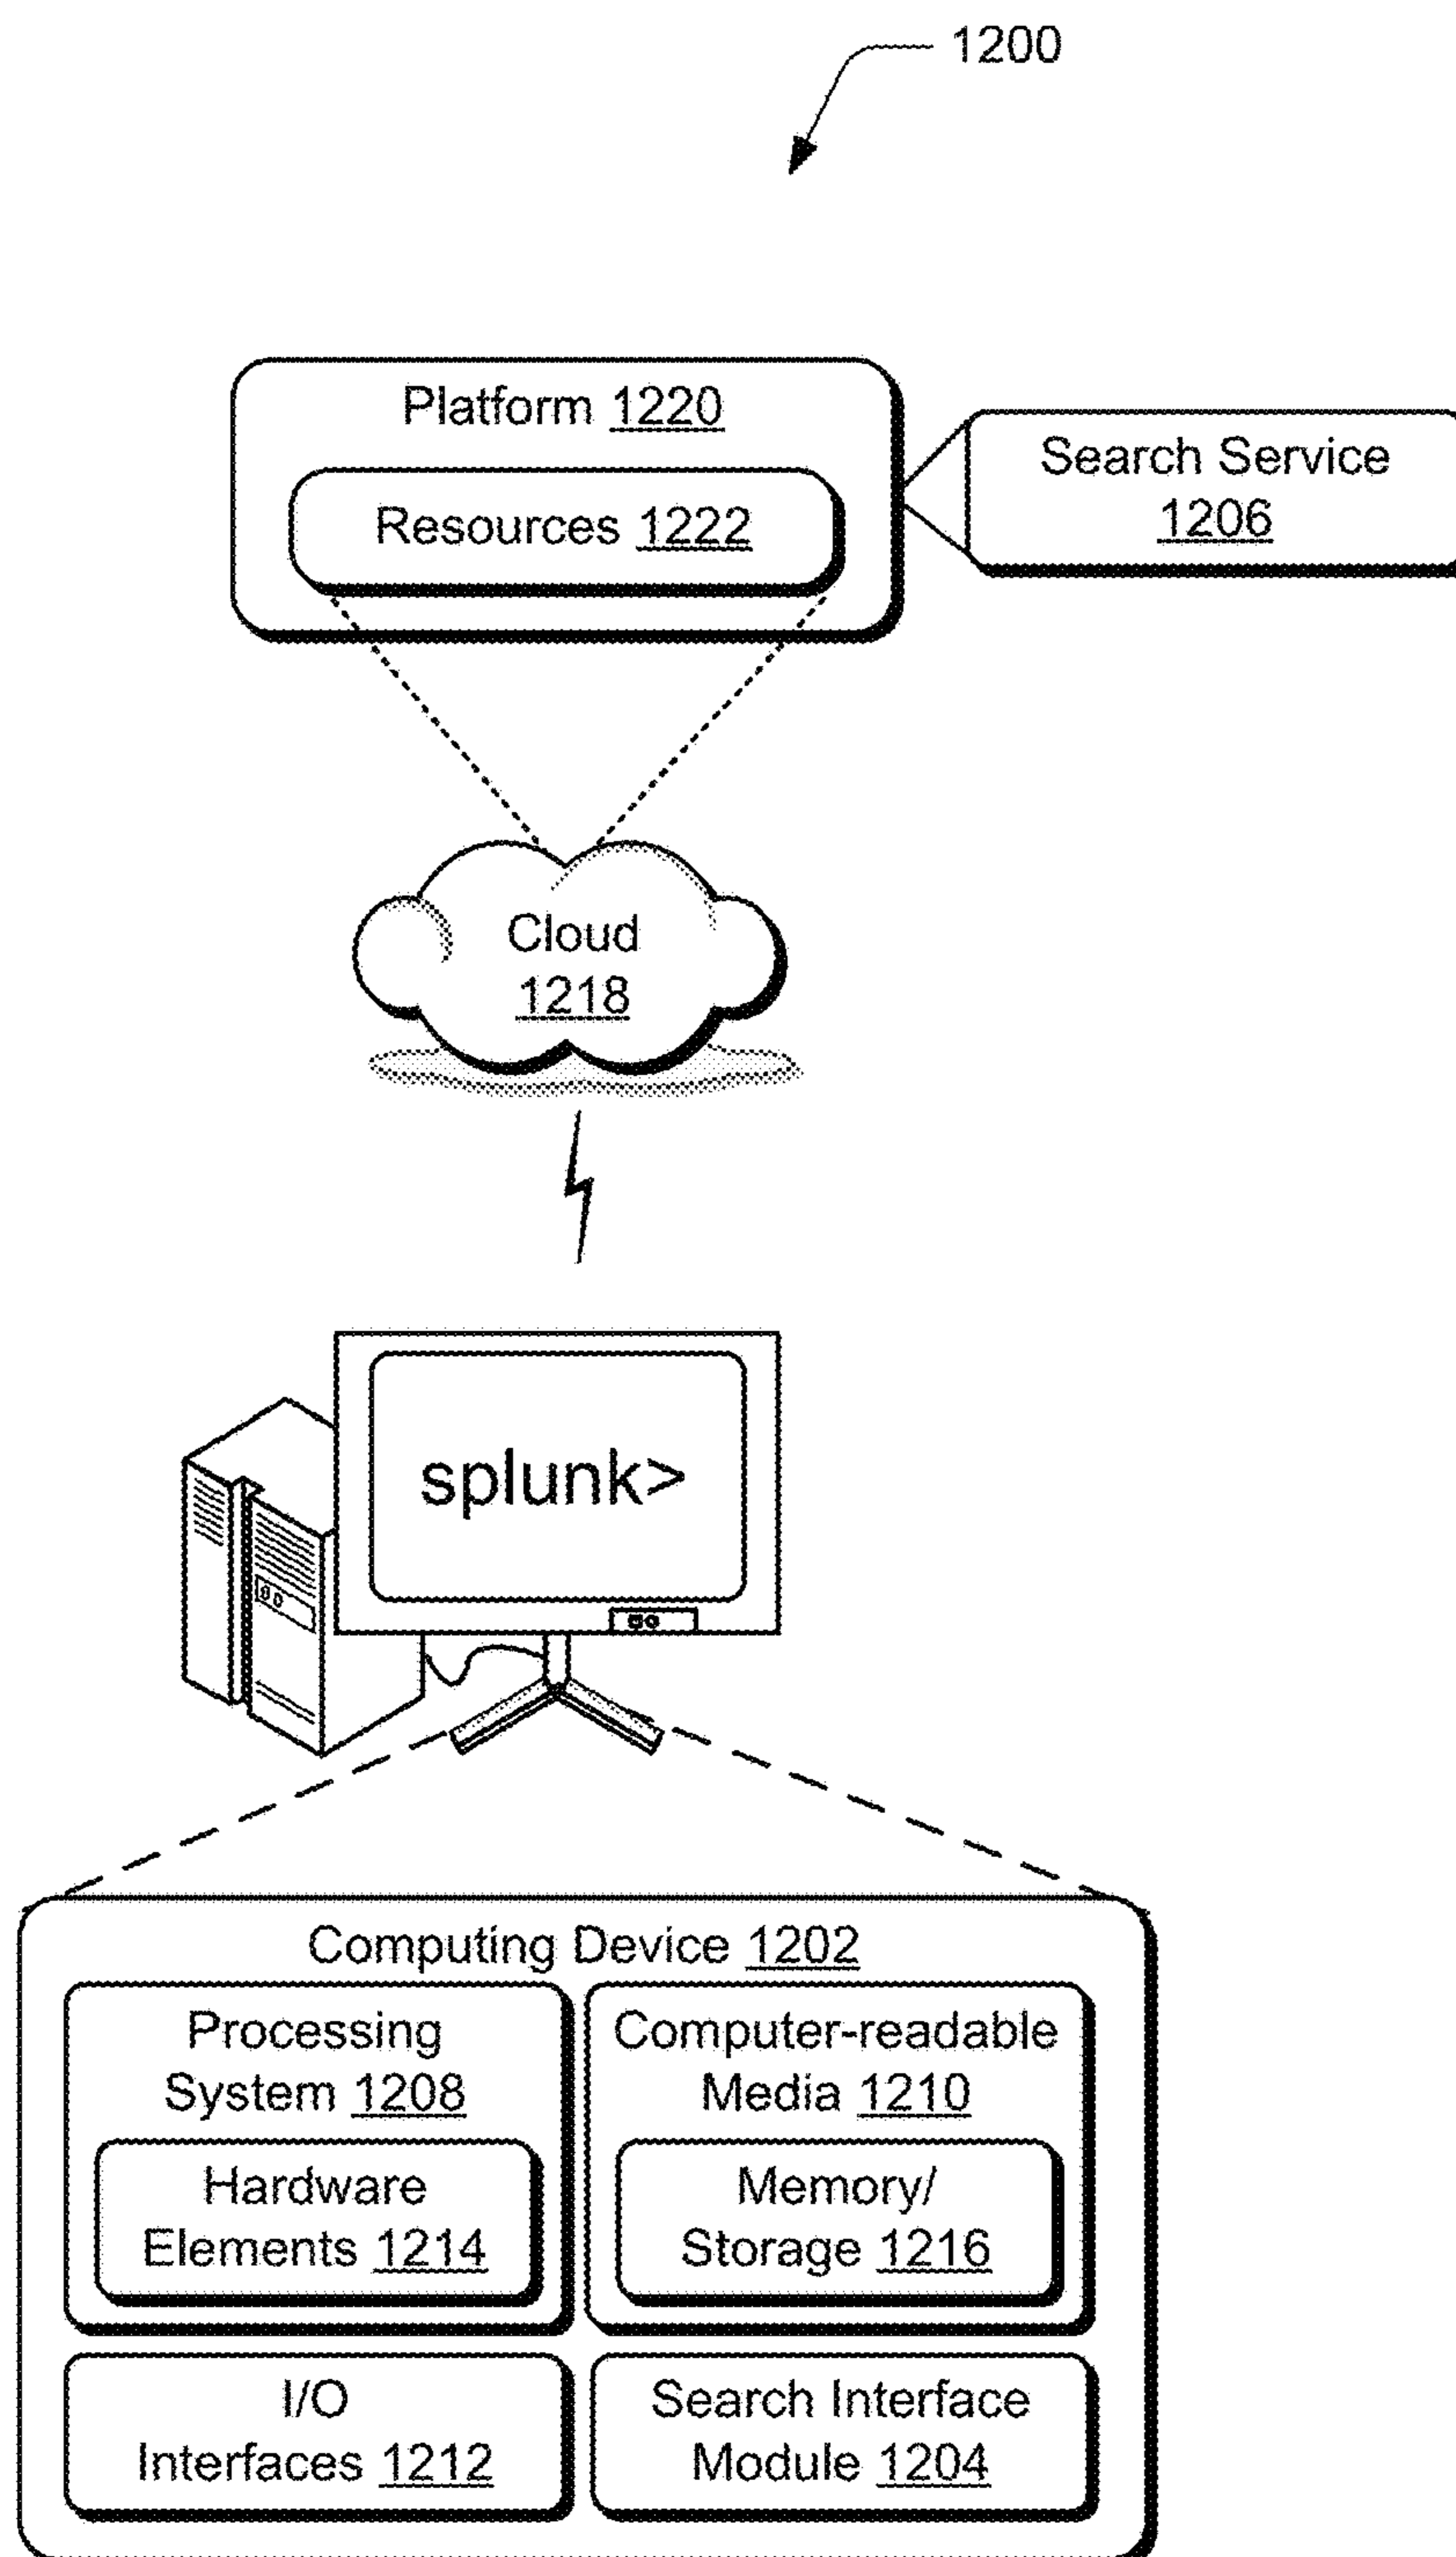 1200
Platform 1220
Resources 1222
Search Service
1206
Cloud
1218
splunk>
Computing Device 1202
Processing
System 1208
Hardware
Elements 1214
Computer-readable
Media 1210
Memory/
Storage 1216
I/O
Interfaces 1212
Search Interface
Module 1204